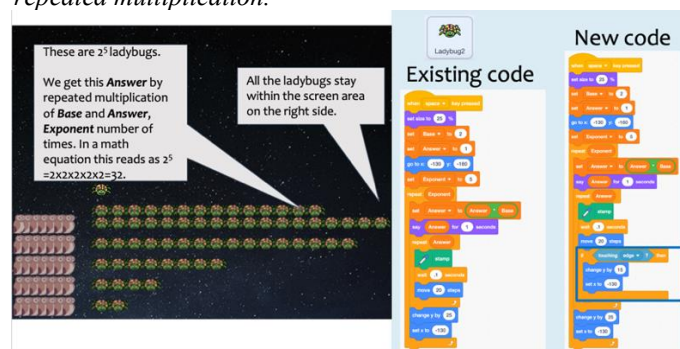 repeated multiplication.
These are 2⁵ ladybugs.
We get this Answer by
repeated multiplication
of Base and Answer,
Exponent number of
times. In a math
equation this reads as 2⁵
=2x2x2x2x2=32.
All the ladybugs stay
within the screen area
on the right side.
Ladybug2
Existing code
when space key pressed
set size to 25 %
set Base to 2
set Answer to 1
go to x: -130 y: -150
set Exponent to 5
repeat Exponent
set Answer to Answer * Base
say Answer for 1 seconds
repeat Answer
stamp
wait .1 seconds
move 20 steps
change y by 20
set x to -130
New code
when space key pressed
set size to 25 %
set Base to 2
set Answer to 1
go to x: -130 y: -150
set Exponent to 5
repeat Exponent
set Answer to Answer * Base
say Answer for 1 seconds
repeat Answer
stamp
wait .1 seconds
move 20 steps
if touching edge ? then
change y by 15
set x to -130
change y by 20
set x to -130